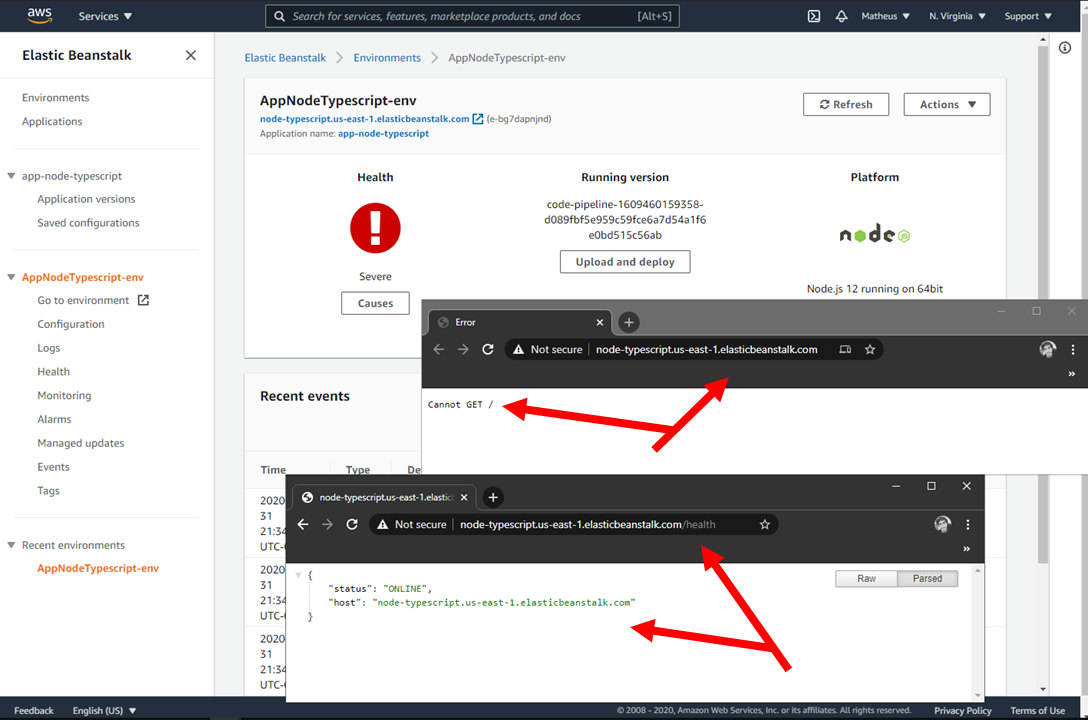 aws
Services
Search for services, features, marketplace products, and docs
[Alt+S]
Matheus
N. Virginia
Support
Elastic Beanstalk
Environments
Applications
app-node-typescript
Application versions
Saved configurations
AppNodeTypescript-env
Go to environment
Configuration
Logs
Health
Monitoring
Alarms
Managed updates
Events
Tags
Recent environments
AppNodeTypescript-env
Elastic Beanstalk
Environments
AppNodeTypescript-env
AppNodeTypescript-env
node-typescript.us-east-1.elasticbeanstalk.com (e-bg7dapnjnd)
Application name: app-node-typescript
Refresh
Actions
Health
Severe
Causes
Running version
code-pipeline-1609460159358-
d089fbf5e959c59fce6a7d54a1f6
e0bd515c56ab
Upload and deploy
Platform
node
JS
Node.js 12 running on 64bit
Recent events
Time
Type
De
2020
31
21:34
UTC-
2020
31
21:34
UTC-
2020
31
21:34
UTC-
Error
Not secure
node-typescript.us-east-1.elasticbeanstalk.com
Cannot GET /
node-typescript.us-east-1.elastic
Not secure
node-typescript.us-east-1.elasticbeanstalk.com/health
Raw
Parsed
{
"status": "ONLINE",
"host": "node-typescript.us-east-1.elasticbeanstalk.com"
}
Feedback
English (US)
© 2008 - 2020, Amazon Web Services, Inc. or its affiliates. All rights reserved.
Privacy Policy
Terms of Use